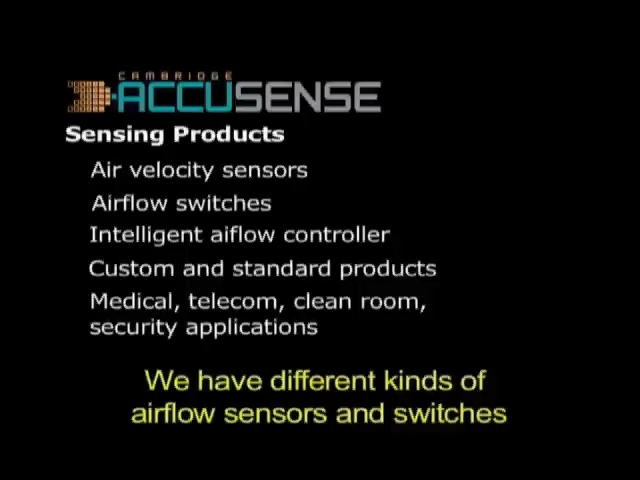 CAMBRIDGE
ACCUSENSE
Sensing Products
Air velocity sensors
Airflow switches
Intelligent aiflow controller
Custom and standard products
Medical, telecom, clean room,
security applications
We have different kinds of
airflow sensors and switches